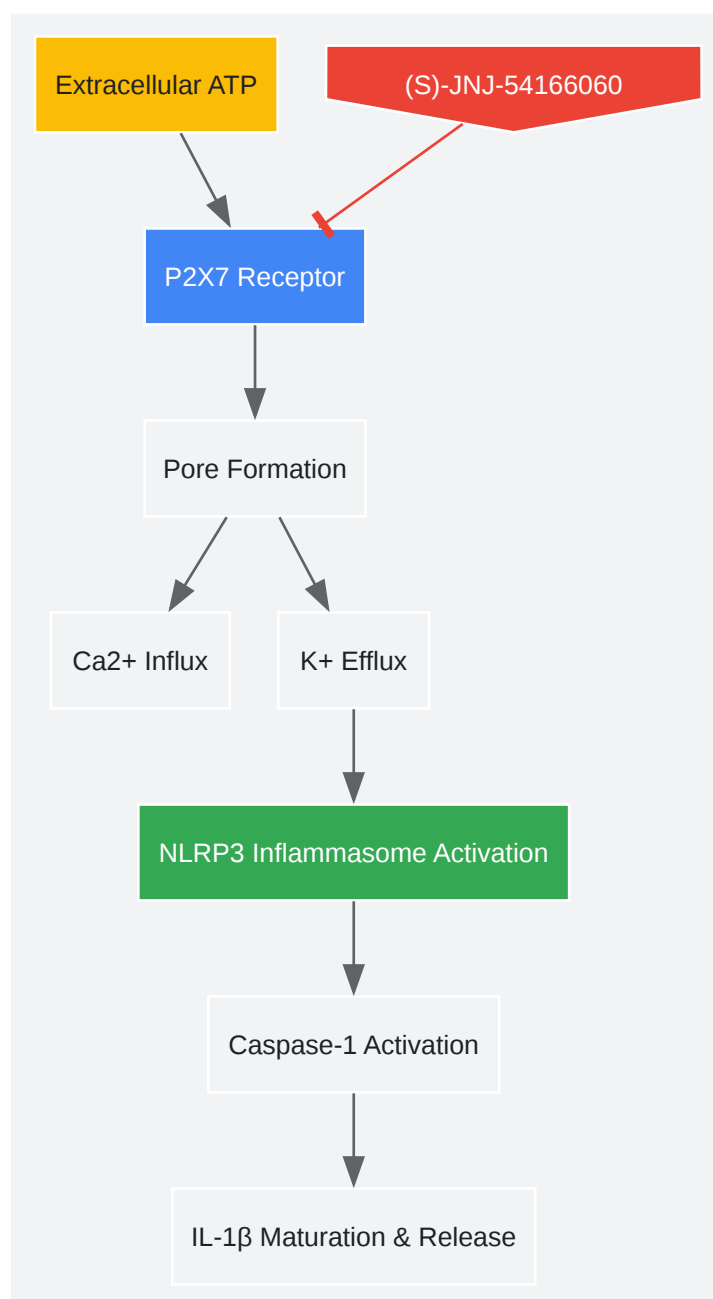 Extracellular ATP
(S)-JNJ-54166060
P2X7 Receptor
Pore Formation
Ca2+ Influx
K+ Efflux
NLRP3 Inflammasome Activation
Caspase-1 Activation
IL-1β Maturation & Release